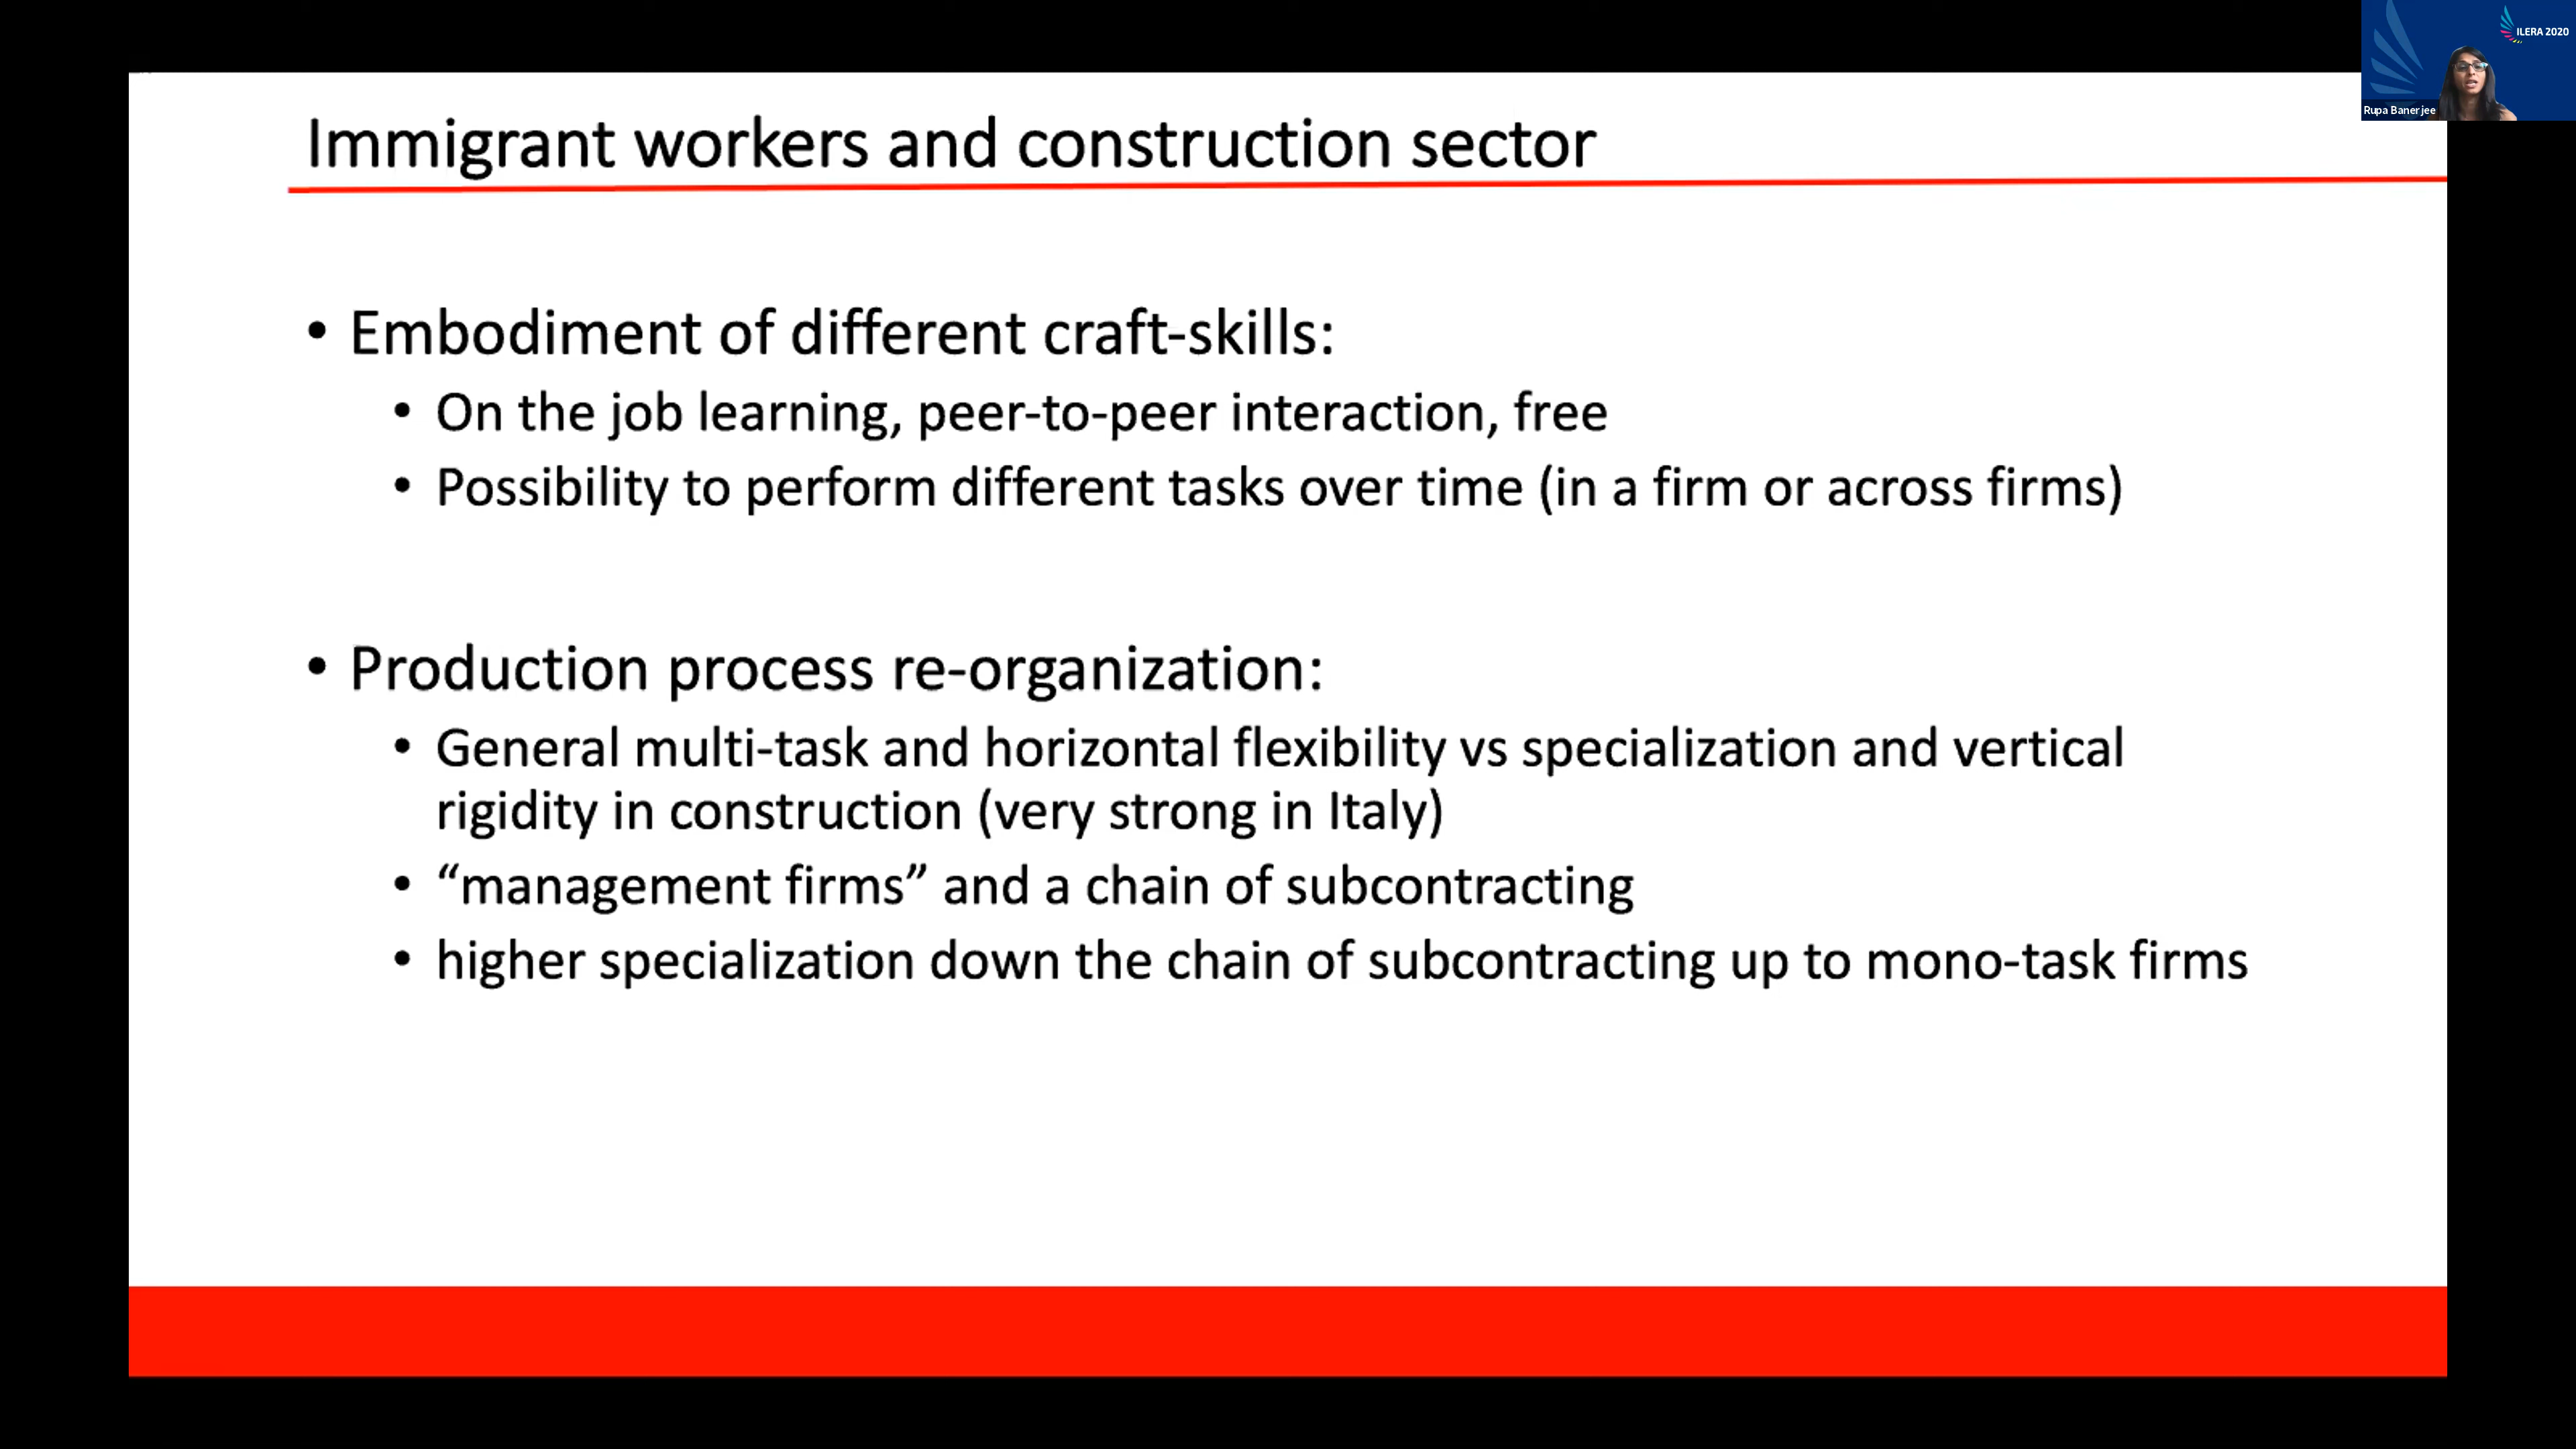 ILERA 2020
Rupa Banerjee
Immigrant workers and construction sector
• Embodiment of different craft-skills:
• On the job learning, peer-to-peer interaction, free
• Possibility to perform different tasks over time (in a firm or across firms)
• Production process re-organization:
• General multi-task and horizontal flexibility vs specialization and vertical
rigidity in construction (very strong in Italy)
• “management firms” and a chain of subcontracting
• higher specialization down the chain of subcontracting up to mono-task firms